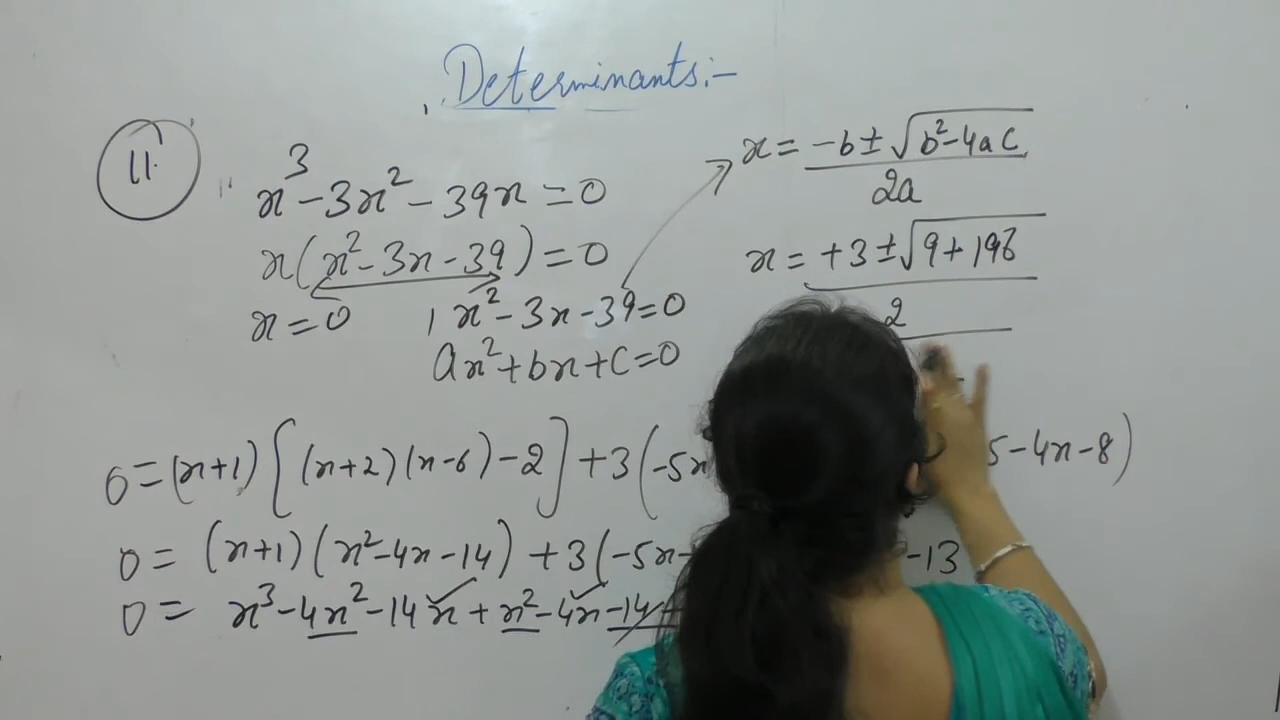 Determinants:-
11.
x³ - 3x² - 39x = 0
x(x² - 3x - 39) = 0
x = 0 1x² - 3x - 39 = 0
ax² + bx + c = 0
x = -b ± √b² - 4ac
2a
x = +3 ± √9 + 196
2
0 = (x+1) [(x+2)(x-6) - 2] + 3(-5x 5 - 4x - 8)
0 = (x+1)(x² - 4x - 14) + 3(-5x - 13
0 = x³ - 4x² - 14x + x² - 4x - 14